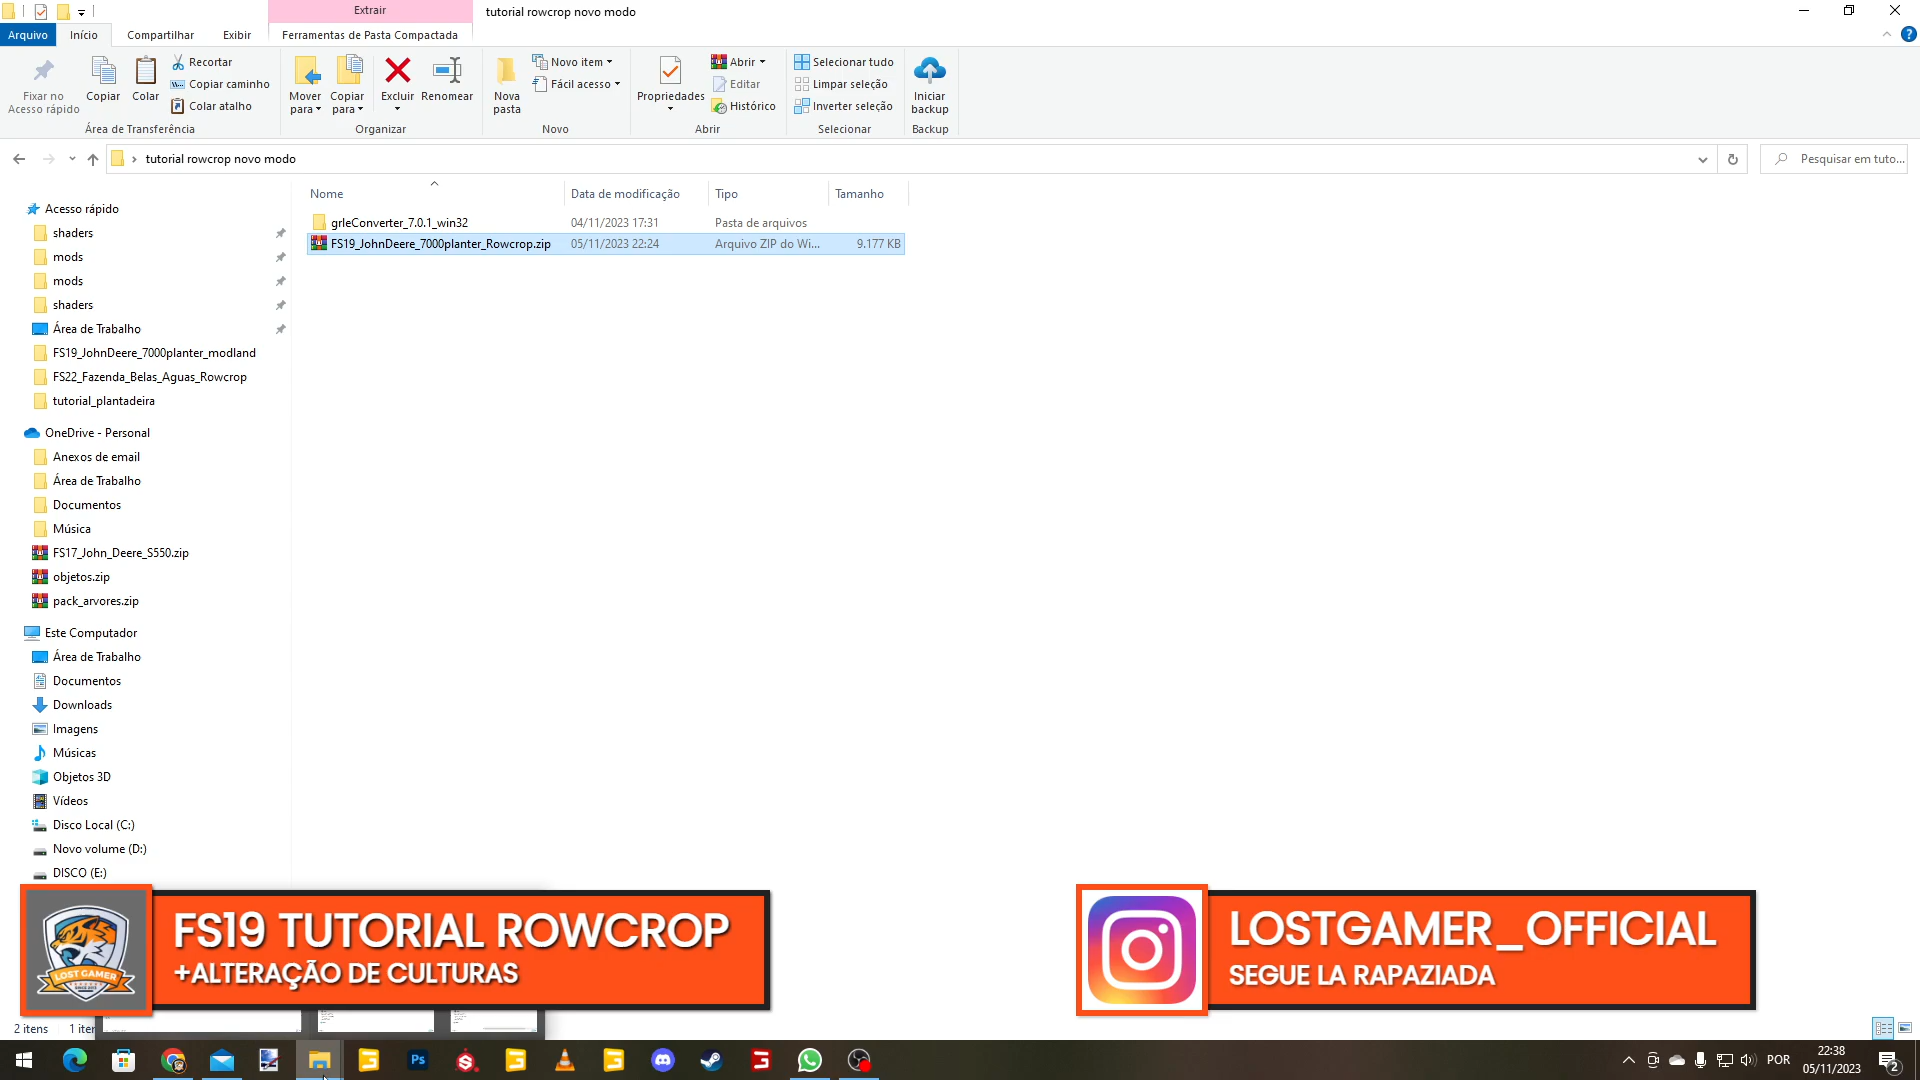 Extrair
tutorial rowcrop novo modo
Arquivo
Início
Compartilhar
Exibir
Ferramentas de Pasta Compactada
Fixar no
Acesso rápido
Copiar
Colar
Recortar
Copiar caminho
Colar atalho
Área de Transferência
Mover
para
Copiar
para
Excluir
Renomear
Organizar
Nova
pasta
Novo item
Fácil acesso
Novo
Propriedades
Abrir
Editar
Histórico
Abrir
Selecionar tudo
Limpar seleção
Inverter seleção
Selecionar
Iniciar
backup
Backup
tutorial rowcrop novo modo
Pesquisar em tuto...
Nome
Data de modificação
Tipo
Tamanho
grleConverter_7.0.1_win32 04/11/2023 17:31 Pasta de arquivos
FS19_JohnDeere_7000planter_Rowcrop.zip 05/11/2023 22:24 Arquivo ZIP do Wi... 9.177 KB
Acesso rápido
shaders
mods
mods
shaders
Área de Trabalho
FS19_JohnDeere_7000planter_modland
FS22_Fazenda_Belas_Aguas_Rowcrop
tutorial_plantadeira
OneDrive - Personal
Anexos de email
Área de Trabalho
Documentos
Música
FS17_John_Deere_S550.zip
objetos.zip
pack_arvores.zip
Este Computador
Área de Trabalho
Documentos
Downloads
Imagens
Músicas
Objetos 3D
Vídeos
Disco Local (C:)
Novo volume (D:)
DISCO (E:)
LOST GAMER
FS19 TUTORIAL ROWCROP
+ALTERAÇÃO DE CULTURAS
LOSTGAMER_OFFICIAL
SEGUE LA RAPAZIADA
2 itens
Ps
POR
22:38
05/11/2023
2